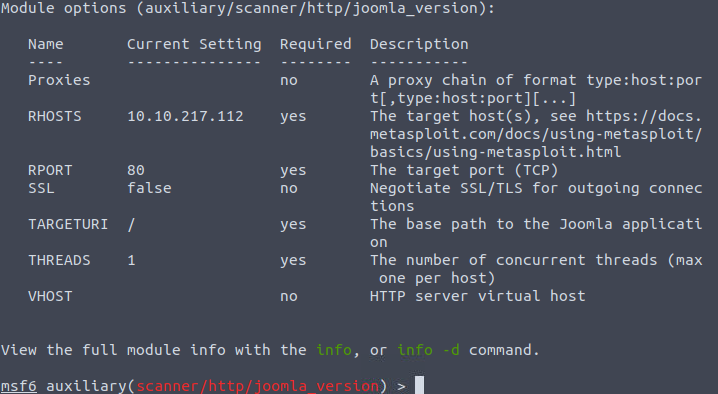 Module options (auxiliary/scanner/http/joomla_version):
Name Current Setting Required Description
---- --------------- -------- -----------
Proxies no A proxy chain of format type:host:por
t[,type:host:port][...]
RHOSTS 10.10.217.112 yes The target host(s), see https://docs.
metasploit.com/docs/using-metasploit/
basics/using-metasploit.html
RPORT 80 yes The target port (TCP)
SSL false no Negotiate SSL/TLS for outgoing connec
tions
TARGETURI / yes The base path to the Joomla applicati
on
THREADS 1 yes The number of concurrent threads (max
one per host)
VHOST no HTTP server virtual host
View the full module info with the info, or info -d command.
msf6 auxiliary(scanner/http/joomla_version) >